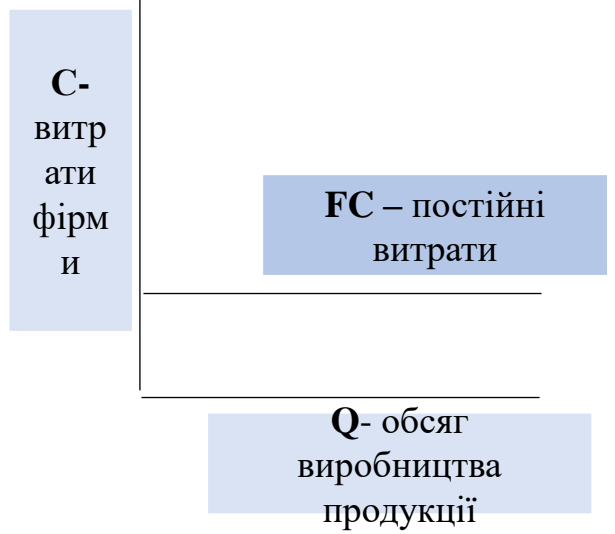 C-
витр
ати
фірм
и
FC – постійні
витрати
Q- обсяг
виробництва
продукції